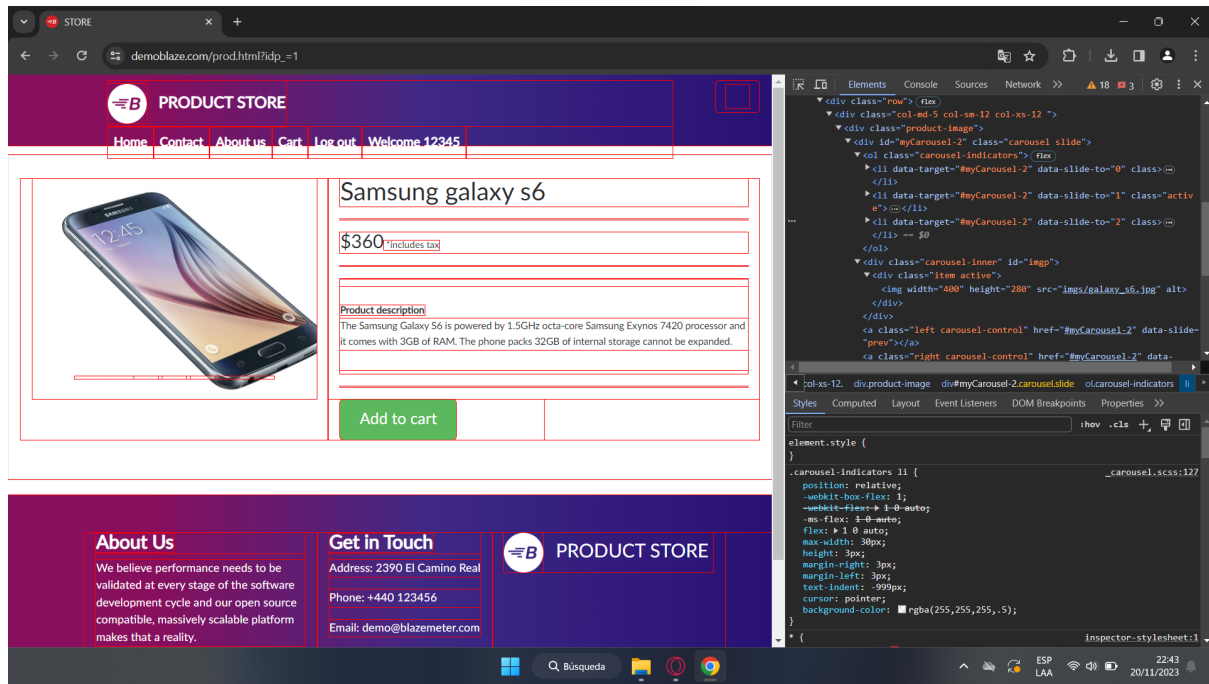 STORE
demoblaze.com/prod.html?idp_=1
B PRODUCT STORE
Home Contact About us Cart Log out Welcome 12345
SAMSUNG
12:45
Samsung galaxy s6
$360 *includes tax
Product description
The Samsung Galaxy S6 is powered by 1.5GHz octa-core Samsung Exynos 7420 processor and
it comes with 3GB of RAM. The phone packs 32GB of internal storage cannot be expanded.
Add to cart
About Us
We believe performance needs to be
validated at every stage of the software
development cycle and our open source
compatible, massively scalable platform
makes that a reality.
Get in Touch
Address: 2390 El Camino Real
Phone: +440 123456
Email: demo@blazemeter.com
B PRODUCT STORE
Elements Console Sources Network 18 3
<div class="row"> flex
<div class="col-md-5 col-sm-12 col-xs-12 ">
<div class="product-image">
<div id="myCarousel-2" class="carousel slide">
<ol class="carousel-indicators"> flex
<li data-target="#myCarousel-2" data-slide-to="0" class>
</li>
<li data-target="#myCarousel-2" data-slide-to="1" class="activ
e"> </li>
<li data-target="#myCarousel-2" data-slide-to="2" class>
</li> == $0
</ol>
<div class="carousel-inner" id="imgp">
<div class="item active">
<img width="400" height="280" src="imgs/galaxy_s6.jpg" alt>
</div>
</div>
<a class="left carousel-control" href="#myCarousel-2" data-slide=
"prev"></a>
<a class="right carousel-control" href="#myCarousel-2" data-
col-xs-12. div.product-image div#myCarousel-2.carousel.slide ol.carousel-indicators li
Styles Computed Layout Event Listeners DOM Breakpoints Properties
Filter :hov .cls
element.style {
}
.carousel-indicators li { _carousel.scss:127
position: relative;
-webkit-box-flex: 1;
-webkit-flex: 1 0 auto;
-ms-flex: 1 0 auto;
flex: 1 0 auto;
max-width: 30px;
height: 3px;
margin-right: 3px;
margin-left: 3px;
text-indent: -999px;
cursor: pointer;
background-color: rgba(255,255,255,.5);
}
* { inspector-stylesheet:1
Búsqueda
ESP
LAA
22:43
20/11/2023